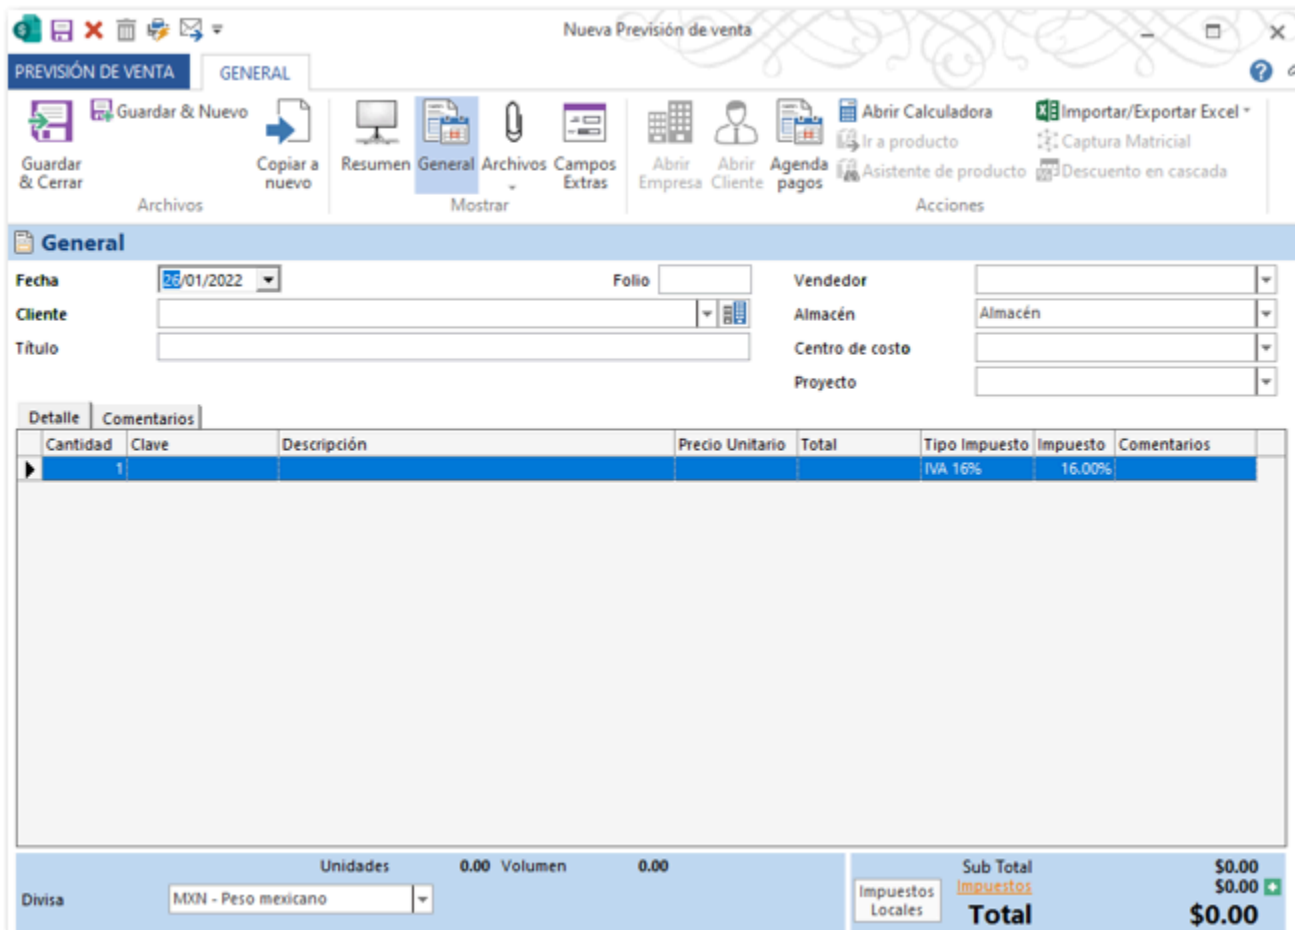 Nueva Previsión de venta
PREVISIÓN DE VENTA GENERAL
Guardar & Cerrar
Guardar & Nuevo
Copiar a nuevo
Archivos
Resumen
General
Archivos
Campos Extras
Mostrar
Abrir Empresa
Abrir Cliente
Agenda pagos
Abrir Calculadora
Ir a producto
Asistente de producto
Importar/Exportar Excel
Captura Matricial
Descuento en cascada
Acciones
General
Fecha 26/01/2022 Folio
Cliente
Título
Vendedor
Almacén Almacén
Centro de costo
Proyecto
Detalle Comentarios
Cantidad Clave Descripción Precio Unitario Total Tipo Impuesto Impuesto Comentarios
1 IVA 16% 16.00%
Unidades 0.00 Volumen 0.00
Divisa MXN - Peso mexicano
Impuestos Locales
Sub Total $0.00
Impuestos $0.00
Total $0.00